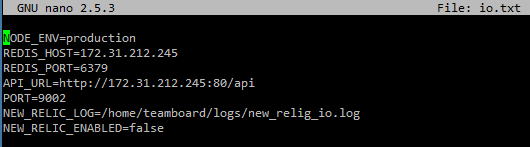 GNU nano 2.5.3 File: io.txt
NODE_ENV=production
REDIS_HOST=172.31.212.245
REDIS_PORT=6379
API_URL=http://172.31.212.245:80/api
PORT=9002
NEW_RELIC_LOG=/home/teamboard/logs/new_relig_io.log
NEW_RELIC_ENABLED=false